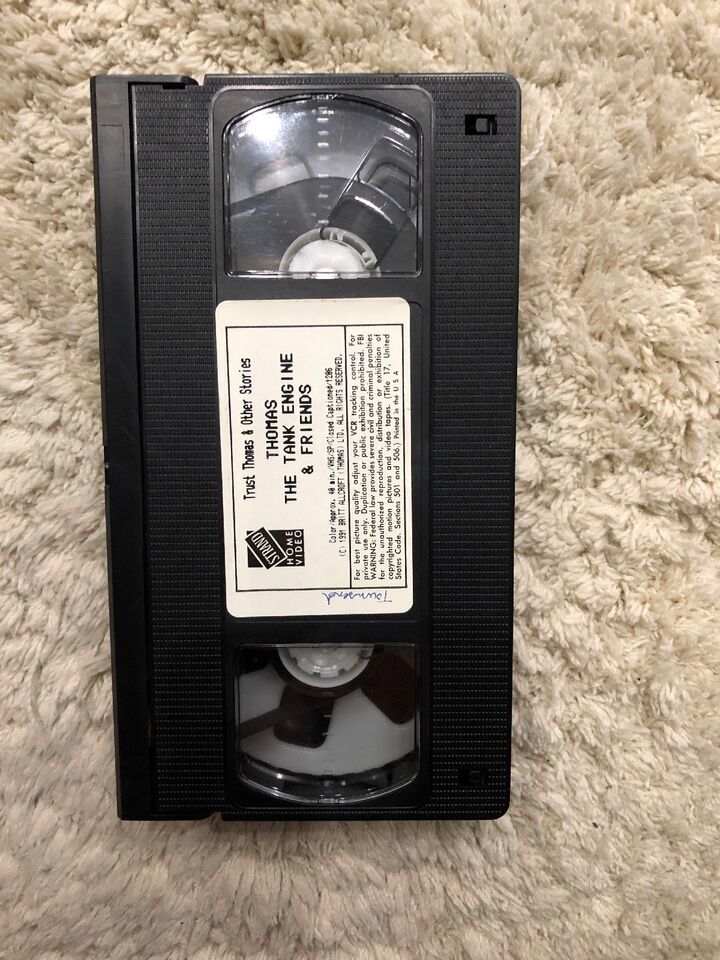 Trust Thomas & Other Stories
THOMAS
THE TANK ENGINE
& FRIENDS
STRAND
HOME
VIDEO
Color/Approx. 40 min./VHS/SP/Closed Captioned/1206
(C) 1991 BRITT ALLCROFT (THOMAS) LTD. ALL RIGHTS RESERVED.
For best picture quality adjust your VCR tracking control. For
private use only. Duplication or public exhibition prohibited. FBI
WARNING: Federal law provides severe civil and criminal penalties
for the unauthorized reproduction, distribution or exhibition of
copyrighted motion pictures and video tapes. (Title 17, United
States Code, Sections 501 and 506.) Printed in the U S A
Townsend